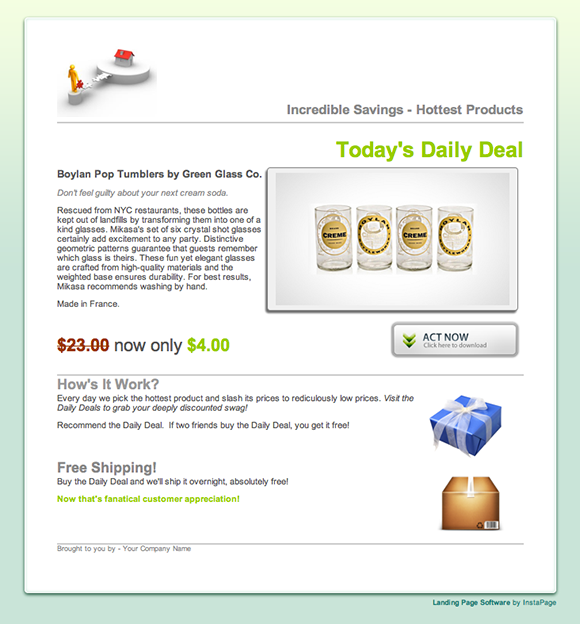 Incredible Savings - Hottest Products
Today's Daily Deal
Boylan Pop Tumblers by Green Glass Co.
Don't feel guilty about your next cream soda.
Rescued from NYC restaurants, these bottles are
kept out of landfills by transforming them into one of a
kind glasses. Mikasa's set of six crystal shot glasses
certainly add excitement to any party. Distinctive
geometric patterns guarantee that guests remember
which glass is theirs. These fun yet elegant glasses
are crafted from high-quality materials and the
weighted base ensures durability. For best results,
Mikasa recommends washing by hand.
Made in France.
BOYLAN
CREME
BOYLAN
BOTTLEWORKS
BOYLAN
CREME
BOYLAN
BOTTLEWORKS
$23.00 now only $4.00
ACT NOW
Click here to download
How's It Work?
Every day we pick the hottest product and slash its prices to rediculously low prices. Visit the
Daily Deals to grab your deeply discounted swag!
Recommend the Daily Deal. If two friends buy the Daily Deal, you get it free!
Free Shipping!
Buy the Daily Deal and we'll ship it overnight, absolutely free!
Now that's fanatical customer appreciation!
Brought to you by - Your Company Name
Landing Page Software by InstaPage